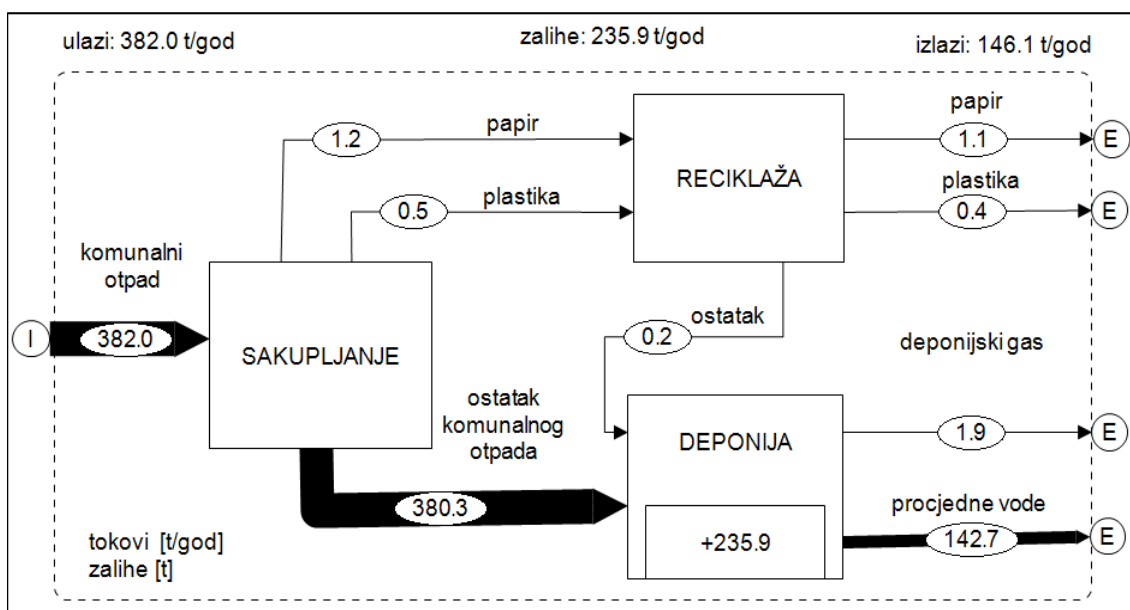 ulazi: 382.0 t/god
zalihe: 235.9 t/god
izlazi: 146.1 t/god
papir
1.2
papir
1.1
E
RECIKLAŽA
plastika
0.5
plastika
0.4
E
komunalni
otpad
I
382.0
SAKUPLJANJE
ostatak
0.2
deponijski gas
ostatak
komunalnog
otpada
380.3
DEPONIJA
+235.9
1.9
E
procjedne vode
142.7
E
tokovi [t/god]
zalihe [t]